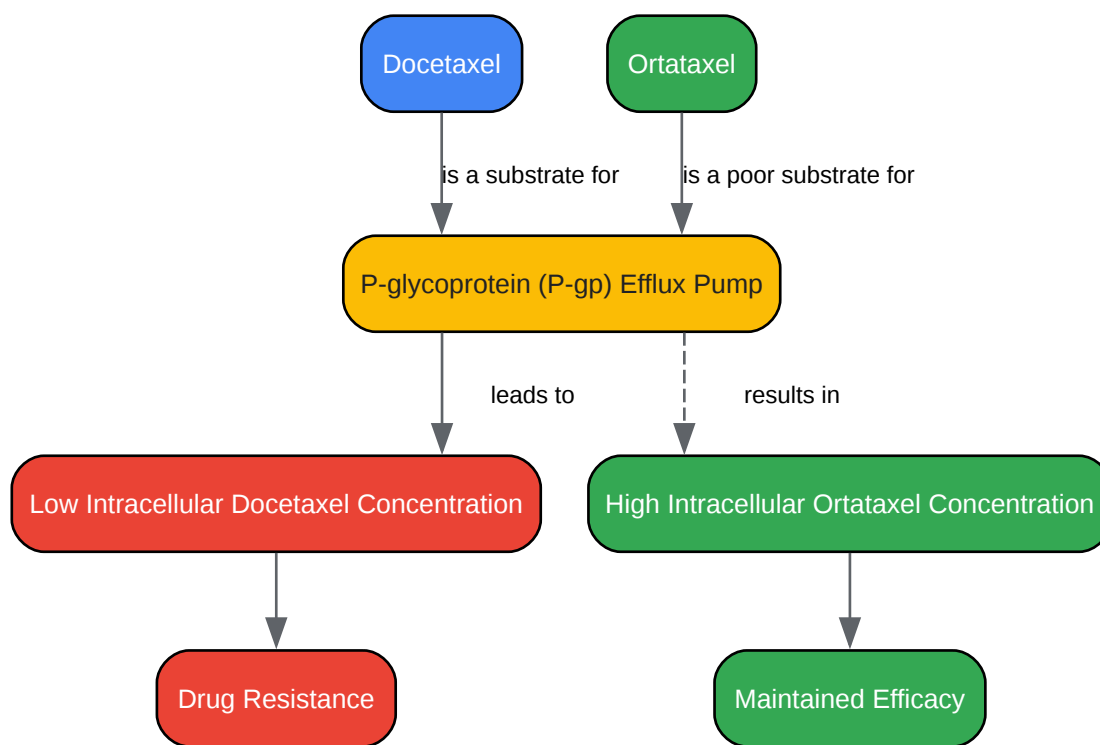 Docetaxel
Ortataxel
is a substrate for
is a poor substrate for
P-glycoprotein (P-gp) Efflux Pump
leads to
results in
Low Intracellular Docetaxel Concentration
High Intracellular Ortataxel Concentration
Drug Resistance
Maintained Efficacy